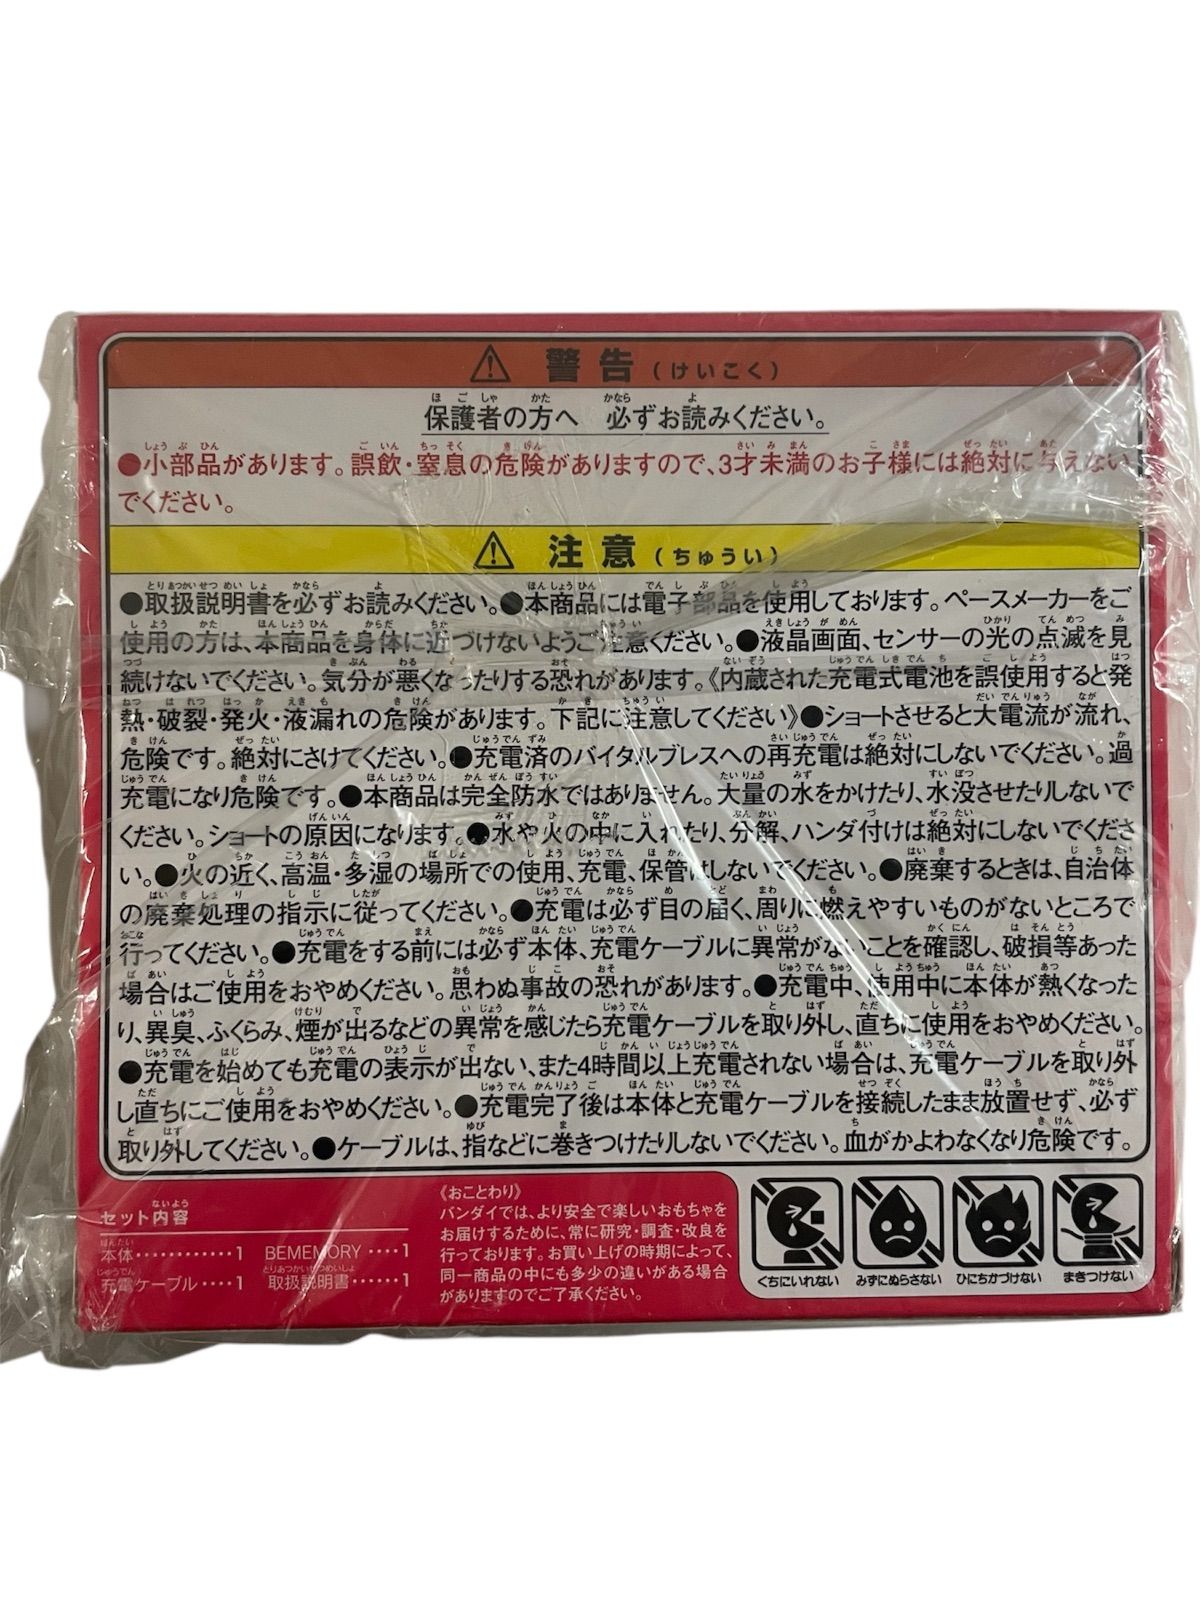 ⚠ 警告（けいこく）
保護者の方へ 必ずお読みください。
●小部品があります。誤飲・窒息の危険がありますので、3才未満のお子様には絶対に与えない
でください。
⚠ 注意（ちゅうい）
●取扱説明書を必ずお読みください。●本商品には電子部品を使用しております。ペースメーカーをご
使用の方は、本商品を身体に近づけないようご注意ください。●液晶画面、センサーの光の点滅を見
続けないでください。気分が悪くなったりする恐れがあります。《内蔵された充電式電池を誤使用すると発
熱・破裂・発火・液漏れの危険があります。下記に注意してください》●ショートさせると大電流が流れ、
危険です。絶対にさけてください。●充電済のバイタルブレスへの再充電は絶対にしないでください。過
充電になり危険です。●本商品は完全防水ではありません。大量の水をかけたり、水没させたりしないで
ください。ショートの原因になります。●水や火の中に入れたり、分解、ハンダ付けは絶対にしないでくださ
い。●火の近く、高温・多湿の場所での使用、充電、保管はしないでください。●廃棄するときは、自治体
の廃棄処理の指示に従ってください。●充電は必ず目の届く、周りに燃えやすいものがないところで
行ってください。●充電をする前には必ず本体、充電ケーブルに異常がないことを確認し、破損等あった
場合はご使用をおやめください。思わぬ事故の恐れがあります。●充電中、使用中に本体が熱くなった
り、異臭、ふくらみ、煙が出るなどの異常を感じたら充電ケーブルを取り外し、直ちに使用をおやめください。
●充電を始めても充電の表示が出ない、また4時間以上充電されない場合は、充電ケーブルを取り外
し直ちにご使用をおやめください。●充電完了後は本体と充電ケーブルを接続したまま放置せず、必ず
取り外してください。●ケーブルは、指などに巻きつけたりしないでください。血がかよわなくなり危険です。
セット内容
本体‥‥‥‥‥‥1 BEMEMORY‥‥1
充電ケーブル‥‥1 取扱説明書‥‥‥1
《おことわり》
バンダイでは、より安全で楽しいおもちゃを
お届けするために、常に研究・調査・改良を
行っております。お買い上げの時期によって、
同一商品の中にも多少の違いがある場合
がありますのでご了承ください。
くちにいれない みずにぬらさない ひにちかづけない まきつけない